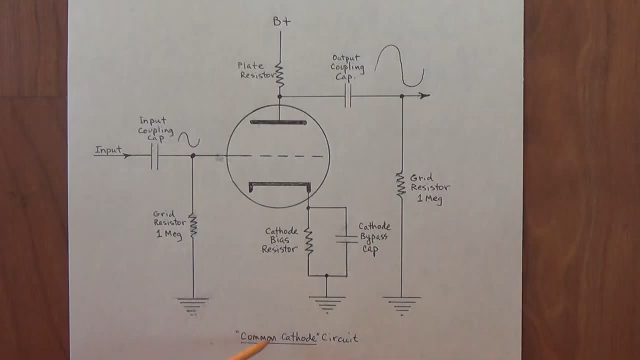 B+
Plate
Resistor
Output
Coupling
Cap.
Input
Coupling
Cap
Input
Grid
Resistor
1 Meg
Grid
Resistor
1 Meg
Cathode
Bias
Resistor
Cathode
Bypass
Cap
"Common Cathode" Circuit